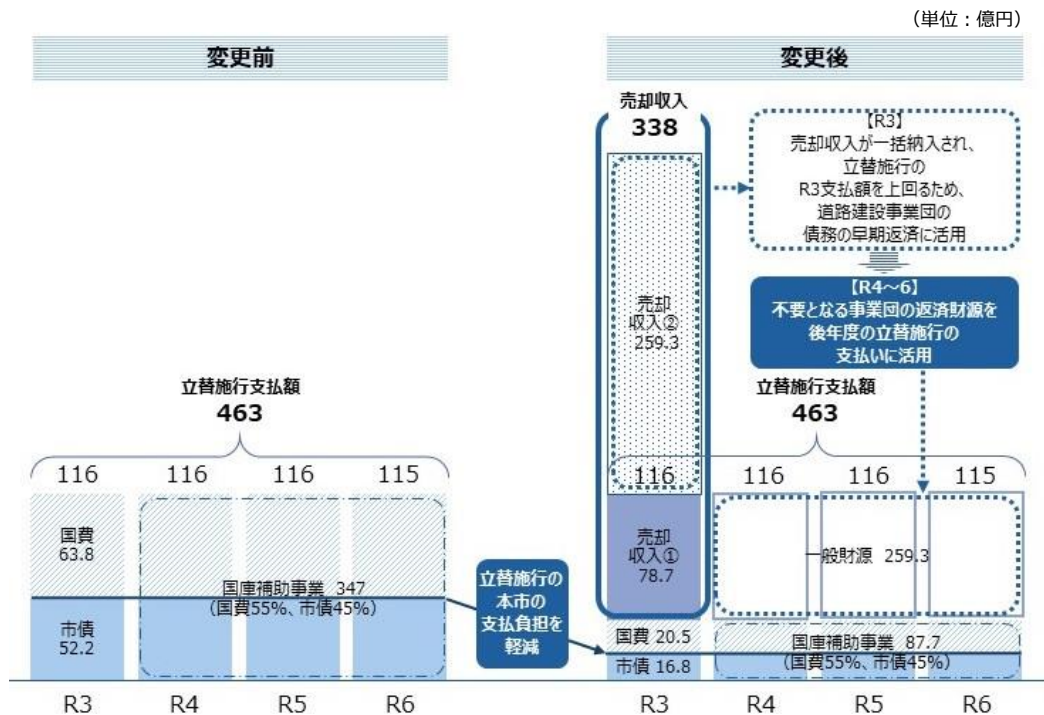 （単位：億円）
変更前
立替施行支払額
463
116
116
116
115
国費
63.8
国庫補助事業 347
（国費55%、市債45%）
市債
52.2
R3
R4
R5
R6
立替施行の
本市の
支払負担を
軽減
変更後
売却収入
338
【R3】
売却収入が一括納入され、
立替施行の
R3支払額を上回るため、
道路建設事業団の
債務の早期返済に活用
【R4～6】
不要となる事業団の返済財源を
後年度の立替施行の
支払いに活用
売却
収入②
259.3
立替施行支払額
463
116
116
116
115
売却
収入①
78.7
一般財源 259.3
国費 20.5
市債 16.8
国庫補助事業 87.7
（国費55%、市債45%）
R3
R4
R5
R6